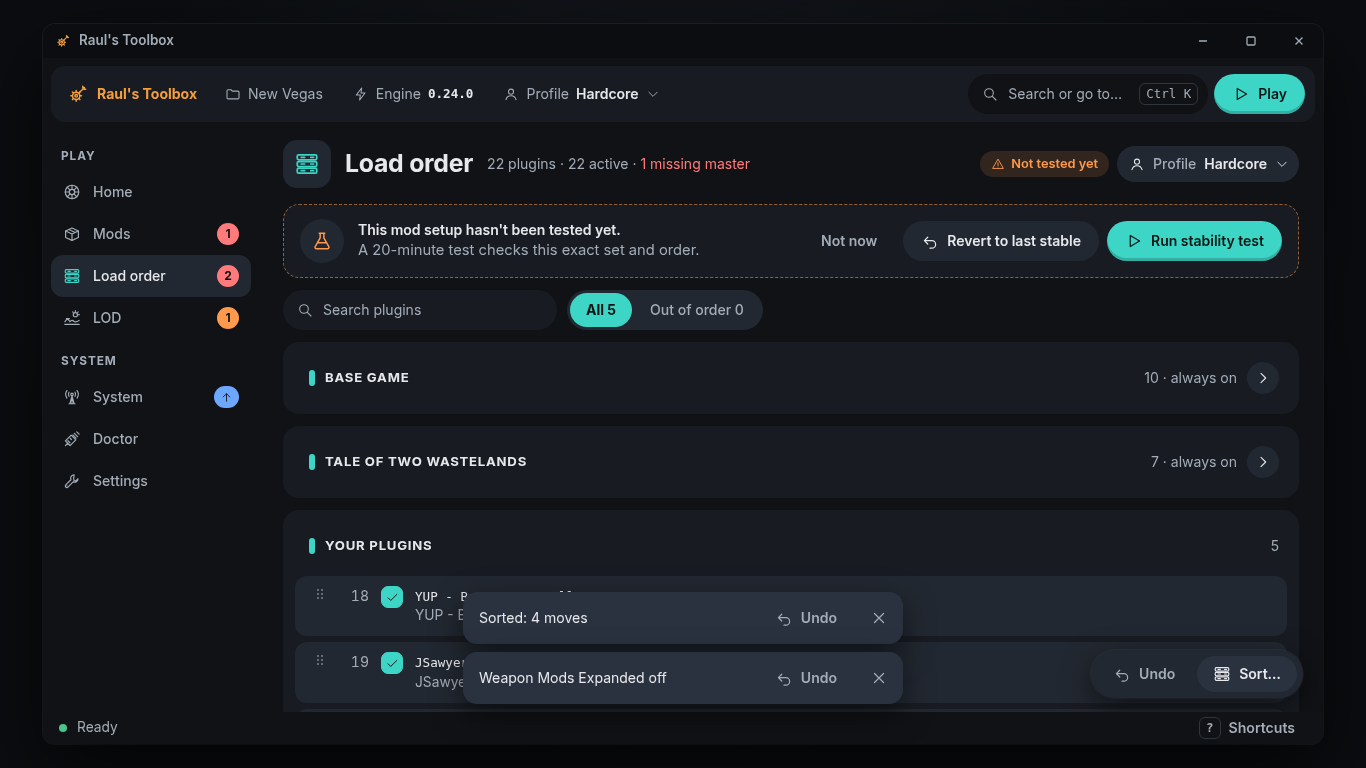 Raul's Toolbox
Raul's Toolbox New Vegas Engine 0.24.0 Profile Hardcore Search or go to... Ctrl K Play
PLAY
Home
Mods 1
Load order 2
LOD 1
SYSTEM
System
Doctor
Settings
Load order 22 plugins · 22 active · 1 missing master Not tested yet Profile Hardcore
This mod setup hasn't been tested yet.
A 20-minute test checks this exact set and order.
Not now Revert to last stable Run stability test
Search plugins All 5 Out of order 0
BASE GAME 10 · always on
TALE OF TWO WASTELANDS 7 · always on
YOUR PLUGINS 5
18 YUP -
YUP -
19
Sorted: 4 moves Undo
Weapon Mods Expanded off Undo
Undo Sort...
Ready ? Shortcuts